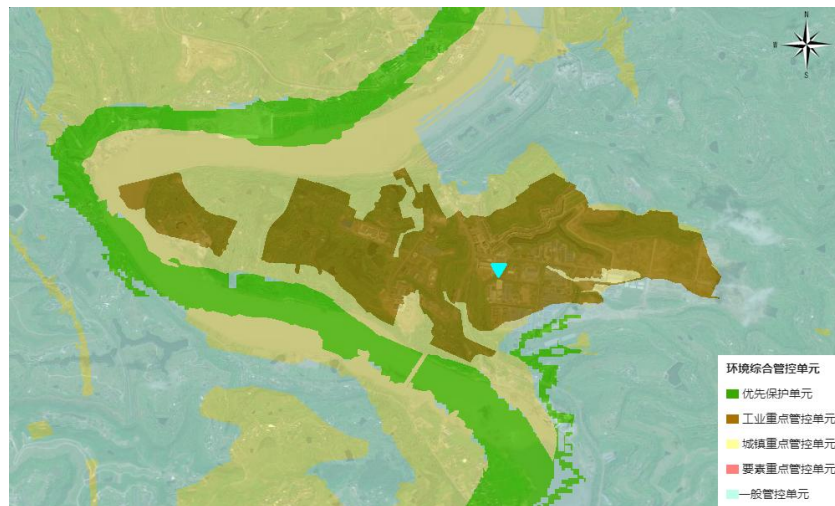 N
W
E
S
环境综合管控单元
优先保护单元
工业重点管控单元
城镇重点管控单元
要素重点管控单元
一般管控单元